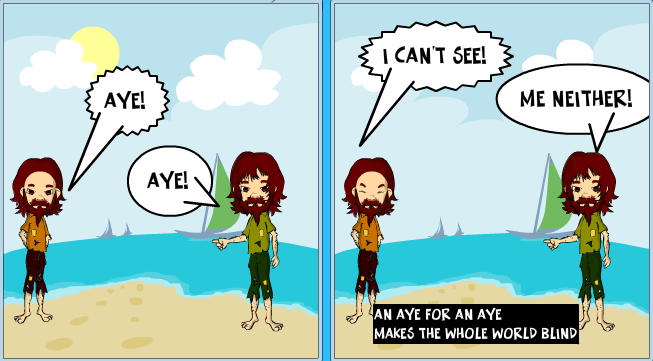 AYE!
AYE!
I CAN'T SEE!
ME NEITHER!
AN AYE FOR AN AYE
MAKES THE WHOLE WORLD BLIND